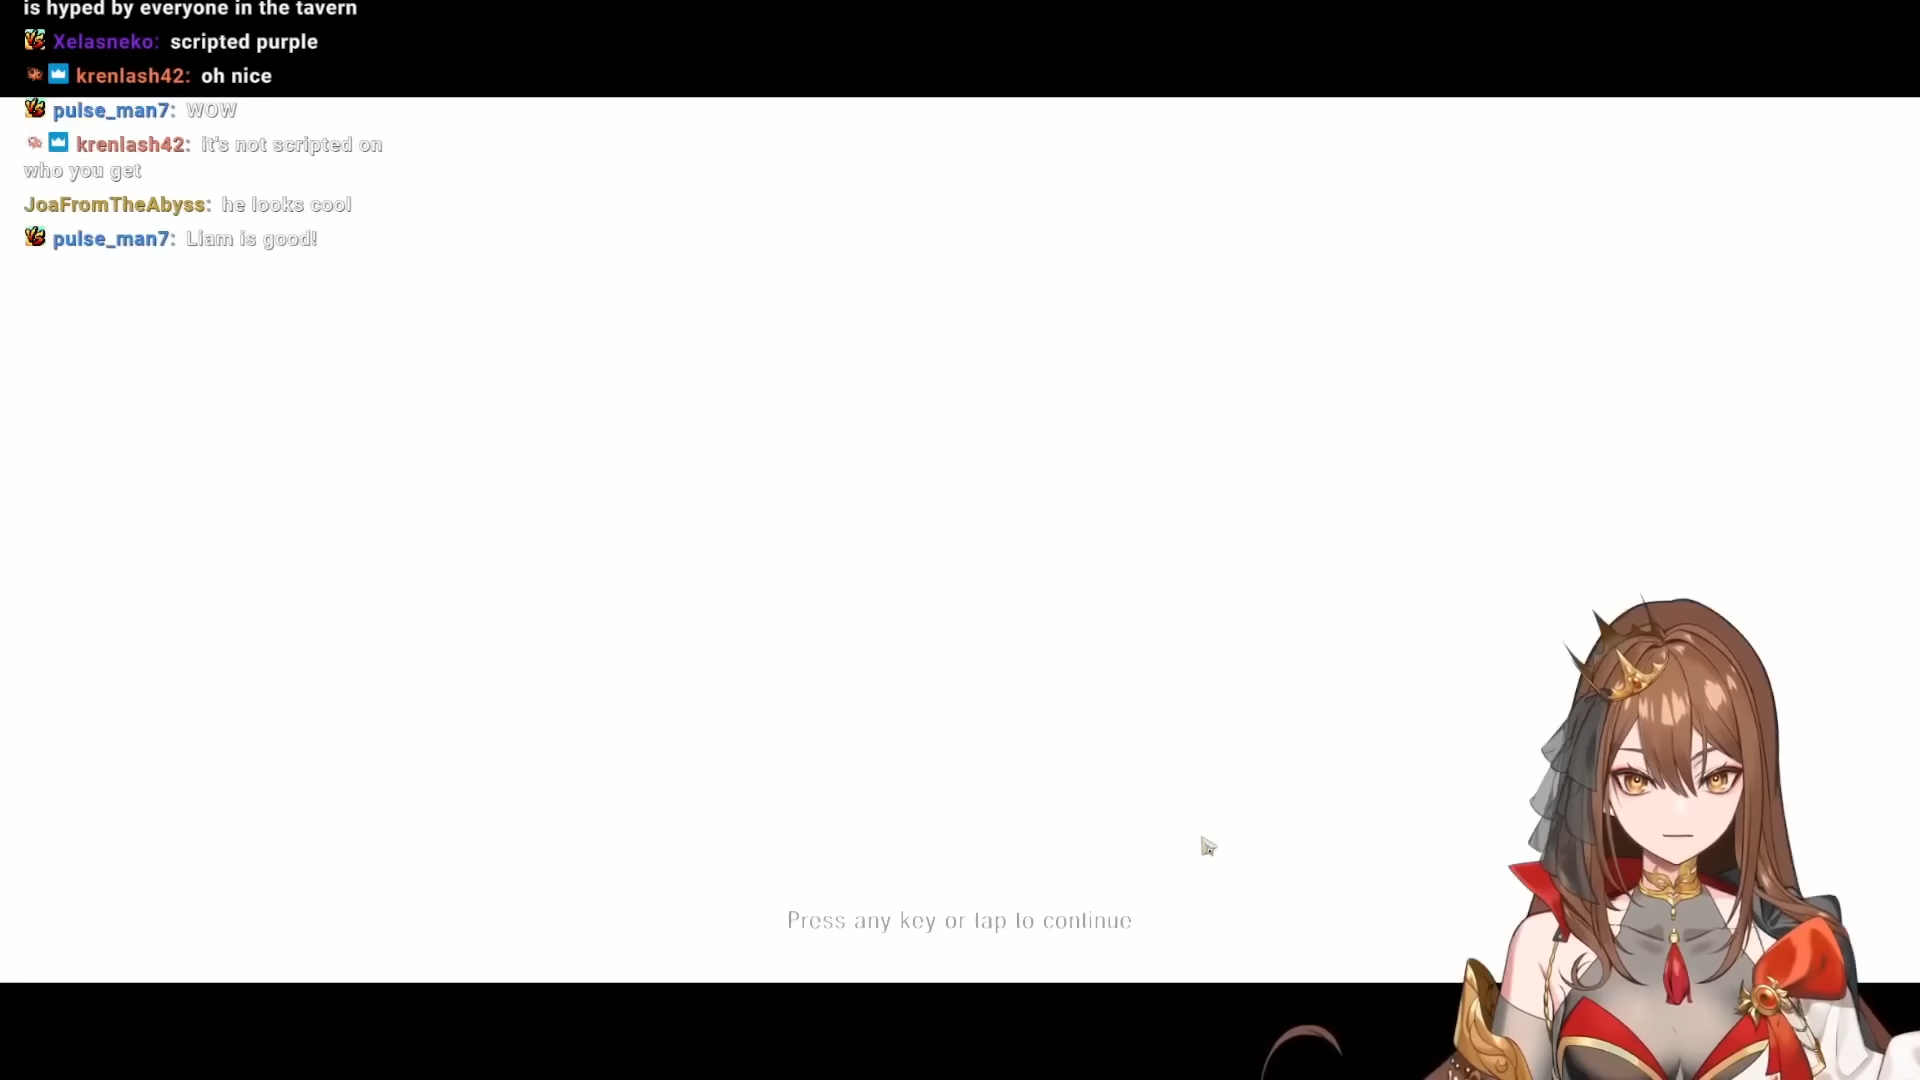 is hyped by everyone in the tavern
Xelasneko: scripted purple
krenlash42: oh nice
pulse_man7: WOW
krenlash42: it's not scripted on
who you get
JoaFromTheAbyss: he looks cool
pulse_man7: Liam is good!
Press any key or tap to continue